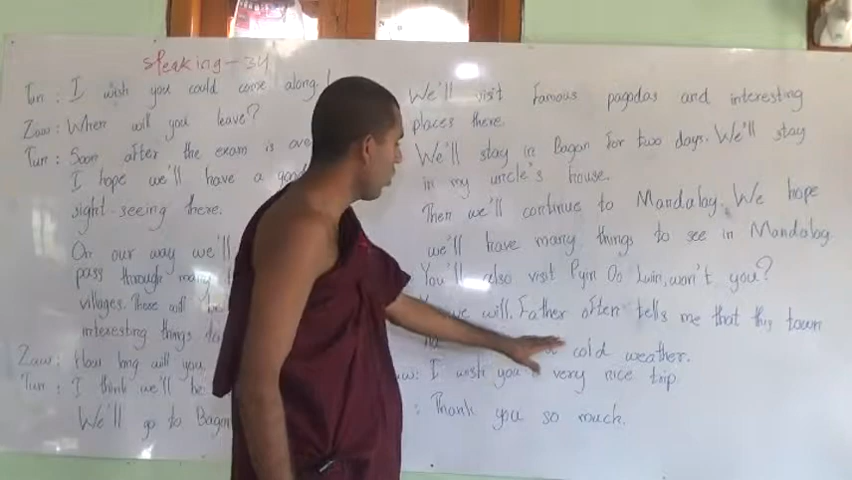 speaking - 34
Tun : I wish you could come along!
Zaw : When will you leave?
Tun : Soon after the exam is
I hope we'll have a good
sight-seeing there.
On our way we'll
pass through many
villages. There will
interesting things
Zaw : How long will you
Tun : I think we'll be
We'll go to Bagan
We'll visit famous pagodas and interesting
places there.
We'll stay in Bagan for two days. We'll stay
in my uncle's house.
Then we'll continue to Mandalay. We hope
we'll have many things to see in Mandalay
You'll also visit Pyin Oo Lwin, won't you?
we will. Father often tells me that this town
cold weather.
I wish you a very nice trip.
: Thank you so much.